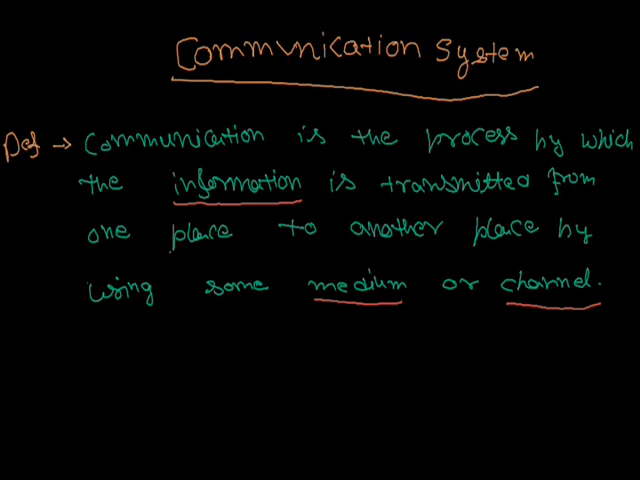 Communication System
Def → Communication is the process by which
the information is transmitted from
one place to another place by
using some medium or channel.